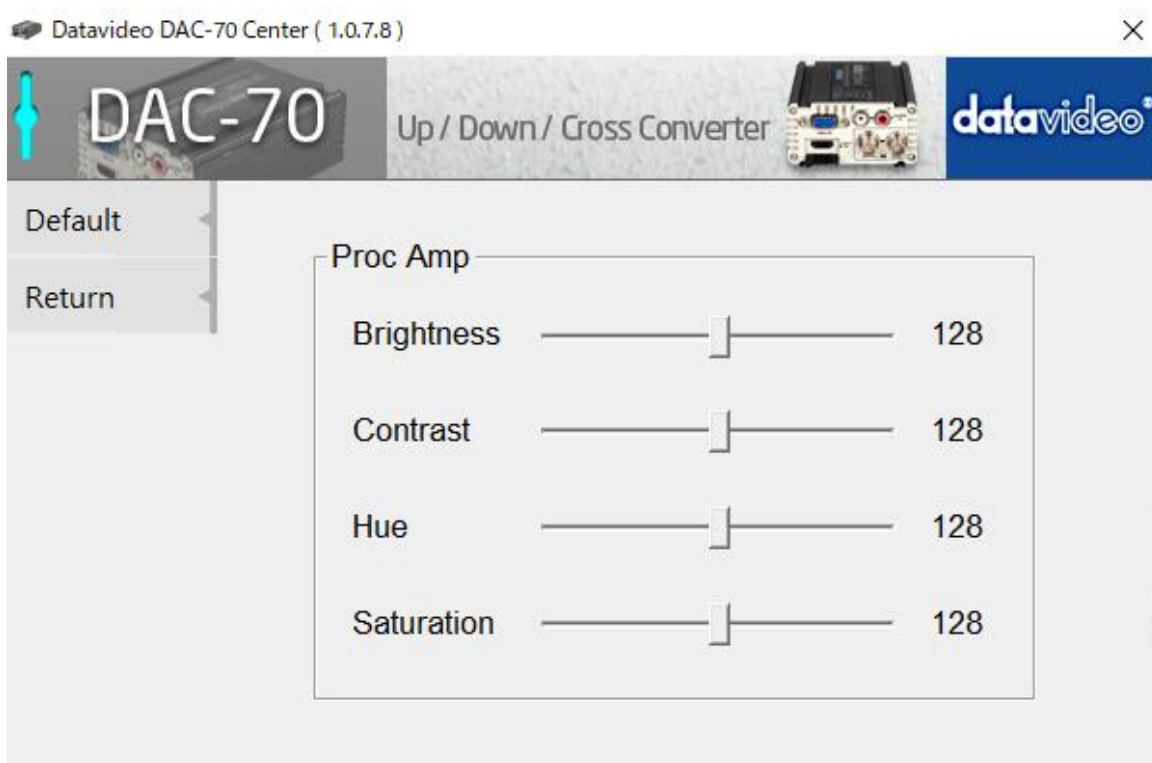 Datavideo DAC-70 Center ( 1.0.7.8 )
DAC-70
Up / Down / Cross Converter
datavideo®
Default
Return
Proc Amp
Brightness 128
Contrast 128
Hue 128
Saturation 128